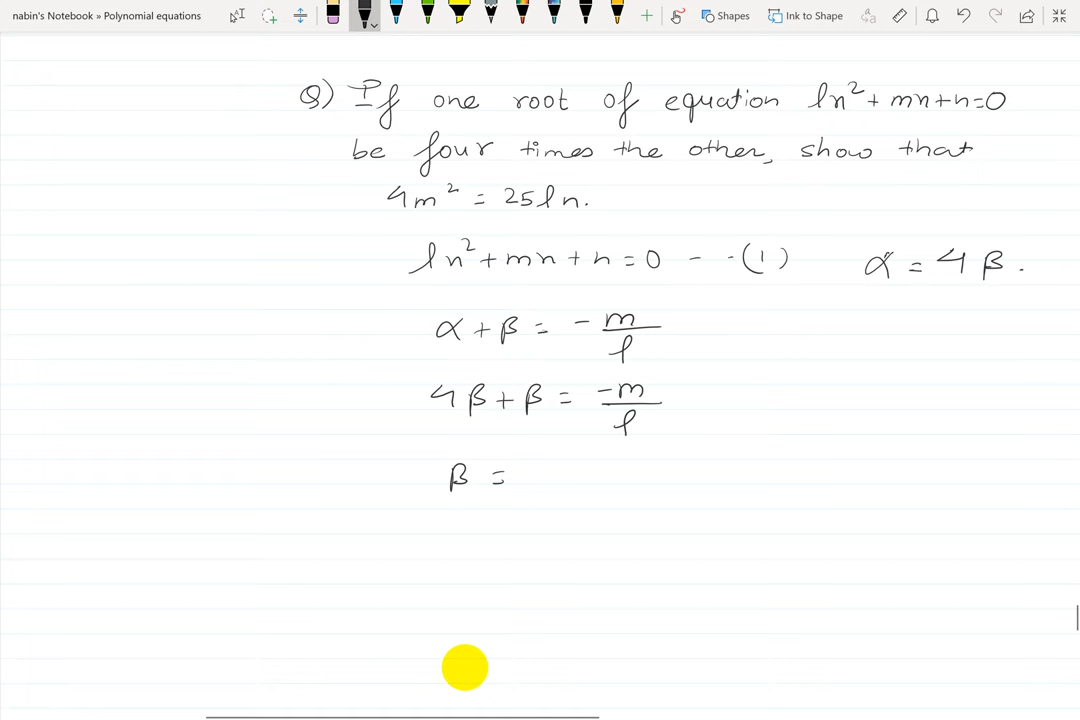 nabin's Notebook » Polynomial equations Shapes Ink to Shape
Q) If one root of equation lx²+mx+n=0
be four times the other, show that
4m² = 25ln.
lx²+mx+n=0 - -(1) α = 4β.
α+β = -m/l
4β+β = -m/l
β =